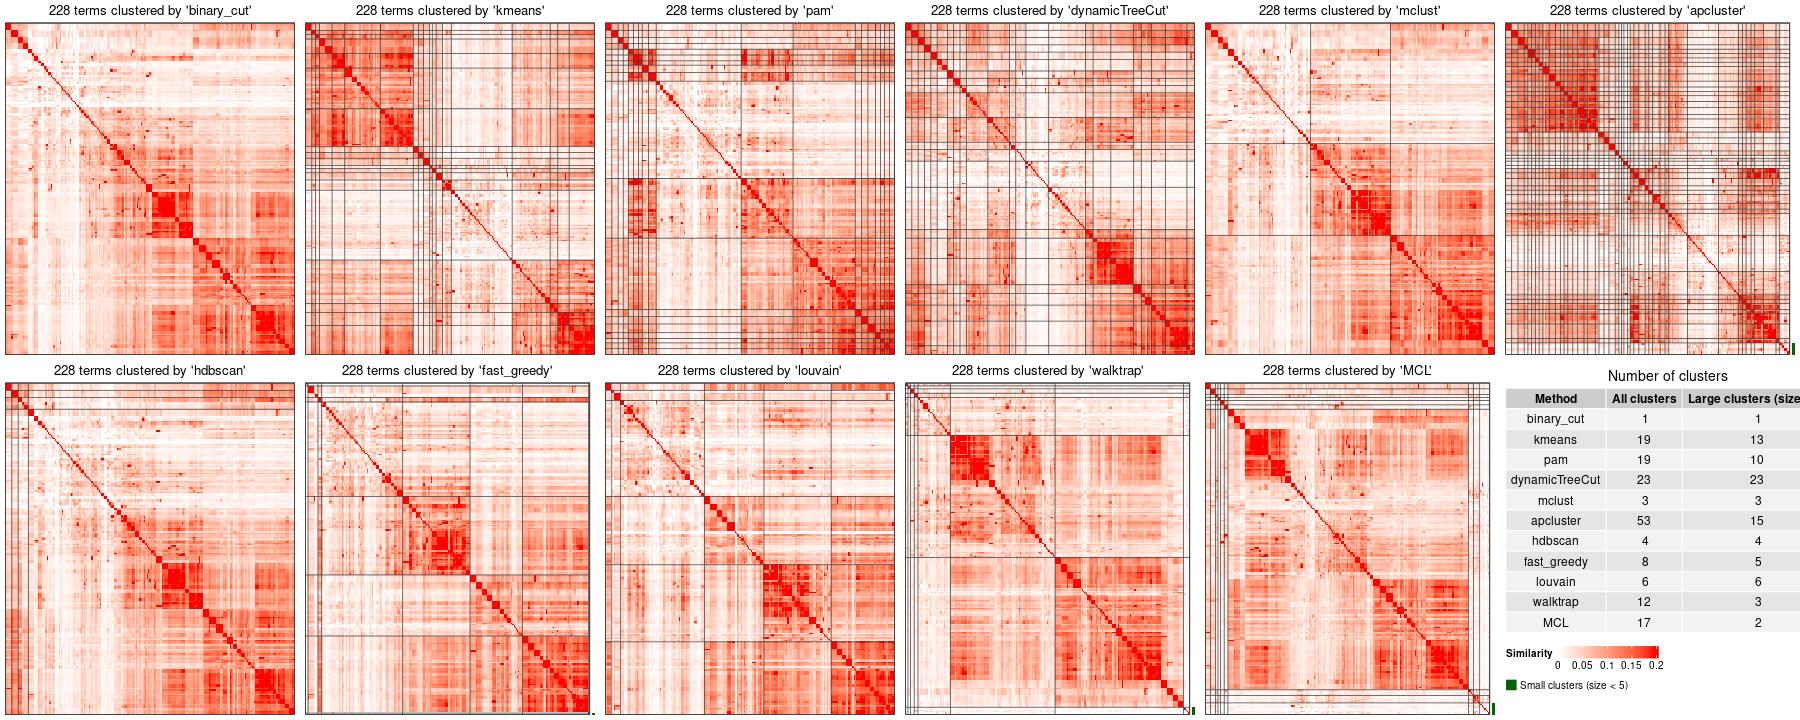 228 terms clustered by 'binary_cut'
228 terms clustered by 'kmeans'
228 terms clustered by 'pam'
228 terms clustered by 'dynamicTreeCut'
228 terms clustered by 'mclust'
228 terms clustered by 'apcluster'
228 terms clustered by 'hdbscan'
228 terms clustered by 'fast_greedy'
228 terms clustered by 'louvain'
228 terms clustered by 'walktrap'
228 terms clustered by 'MCL'
Number of clusters
Method All clusters Large clusters (size
binary_cut 1 1
kmeans 19 13
pam 19 10
dynamicTreeCut 23 23
mclust 3 3
apcluster 53 15
hdbscan 4 4
fast_greedy 8 5
louvain 6 6
walktrap 12 3
MCL 17 2
Similarity
0 0.05 0.1 0.15 0.2
Small clusters (size < 5)